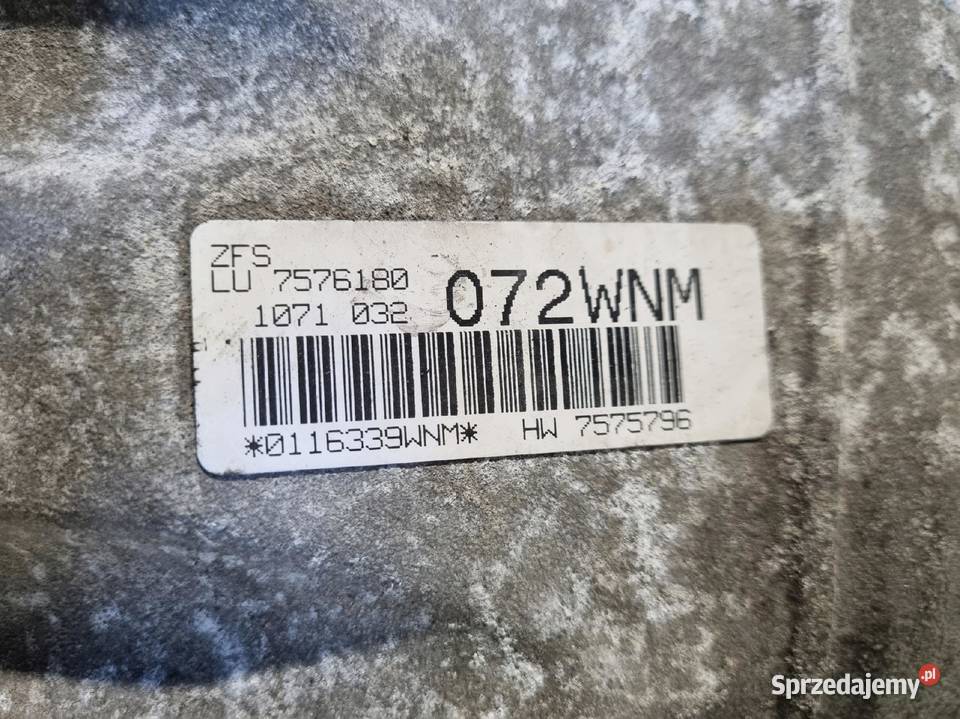 ZFS
LU 7576180
1071 032
072WNM
*0116339WNM* HW 7575796
Sprzedajemy.pl